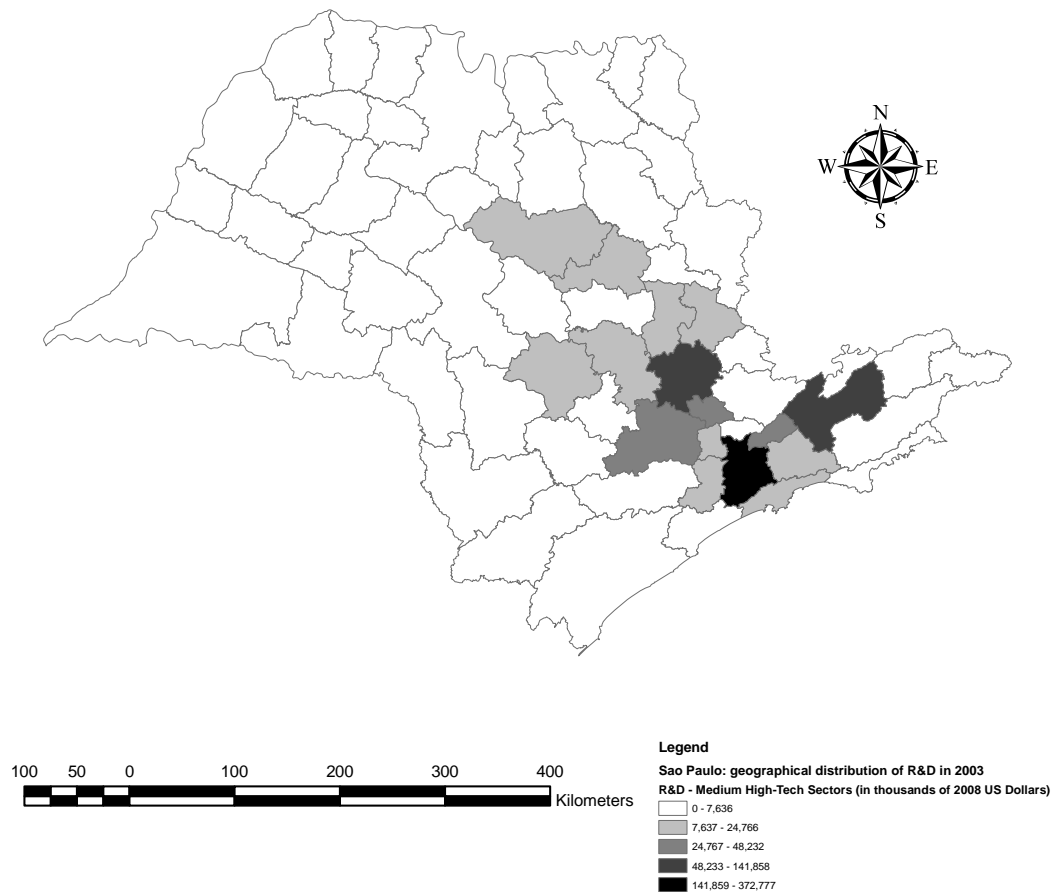 N
W E
S
100 50 0 100 200 300 400
Kilometers
Legend
Sao Paulo: geographical distribution of R&D in 2003
R&D - Medium High-Tech Sectors (in thousands of 2008 US Dollars)
0 - 7,636
7,637 - 24,766
24,767 - 48,232
48,233 - 141,858
141,859 - 372,777